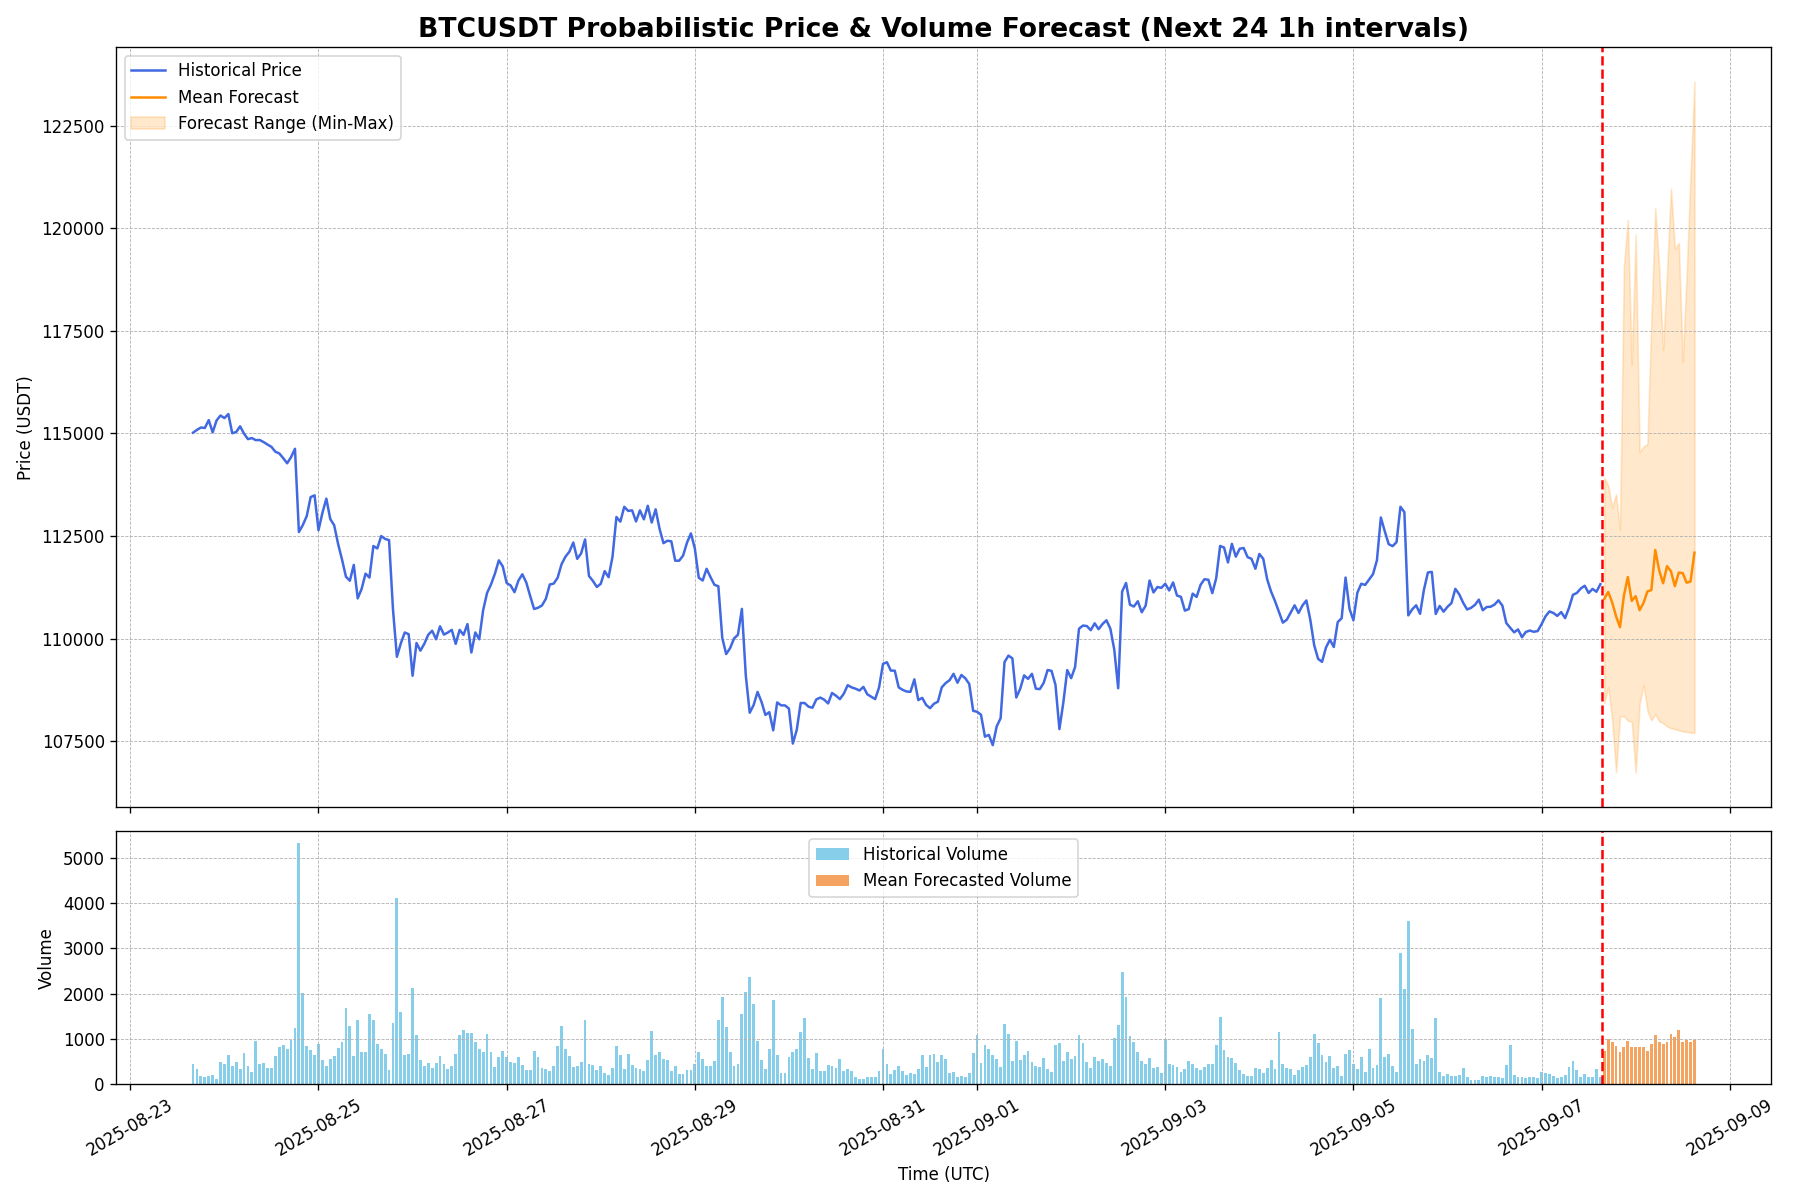 BTCUSDT Probabilistic Price & Volume Forecast (Next 24 1h intervals)
Historical Price
Mean Forecast
Forecast Range (Min-Max)
122500
120000
117500
115000
112500
110000
107500
Price (USDT)
Historical Volume
Mean Forecasted Volume
5000
4000
3000
2000
1000
0
Volume
2025-08-23
2025-08-25
2025-08-27
2025-08-29
2025-08-31
2025-09-01
2025-09-03
2025-09-05
2025-09-07
2025-09-09
Time (UTC)